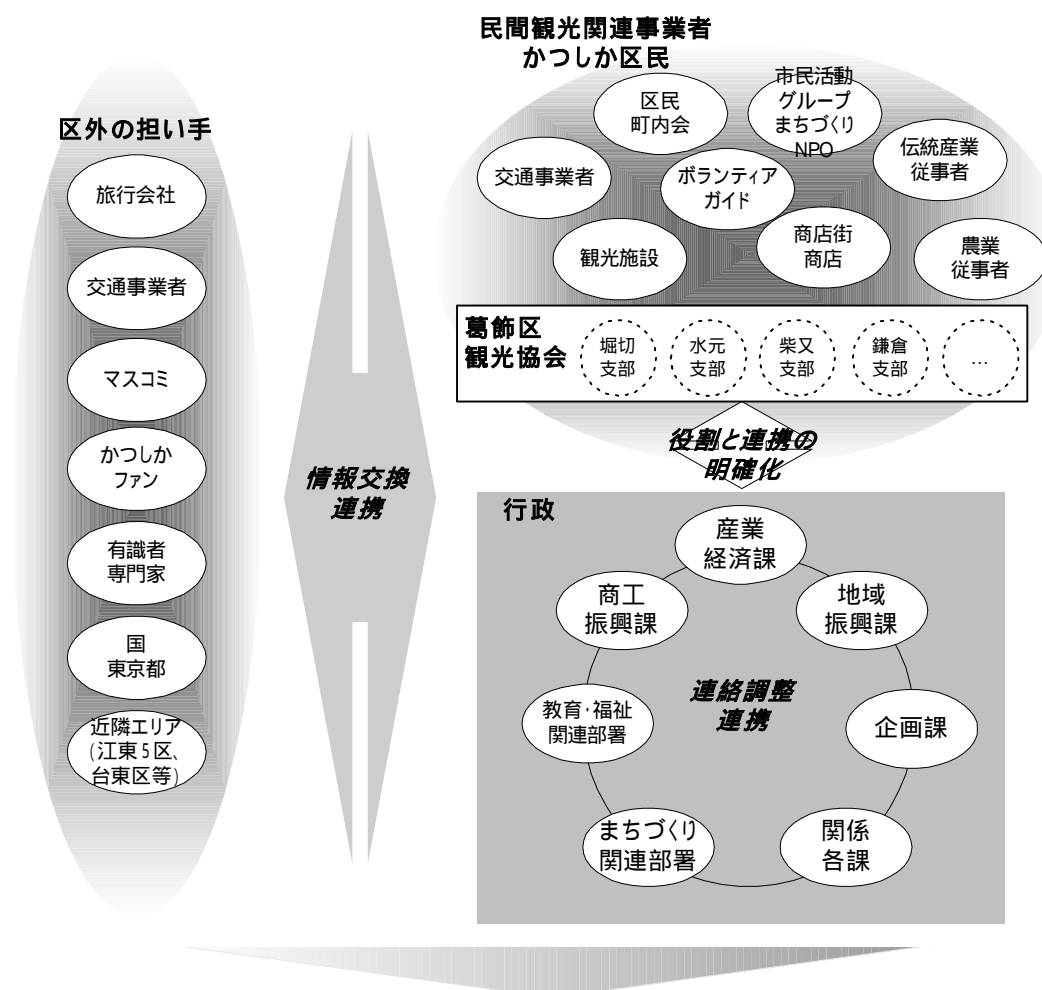 民間観光関連事業者
かつしか区民
区外の担い手
旅行会社
交通事業者
マスコミ
かつしか
ファン
有識者
専門家
国
東京都
近隣エリア
(江東5区、
台東区等)
情報交換
連携
区民
町内会
市民活動
グループ
まちづくり
NPO
伝統産業
従事者
交通事業者
ボランティア
ガイド
観光施設
商店街
商店
農業
従事者
葛飾区
観光協会
堀切
支部
水元
支部
柴又
支部
鎌倉
支部
…
役割と連携の
明確化
行政
産業
経済課
商工
振興課
地域
振興課
教育・福祉
関連部署
連絡調整
連携
企画課
まちづくり
関連部署
関係
各課